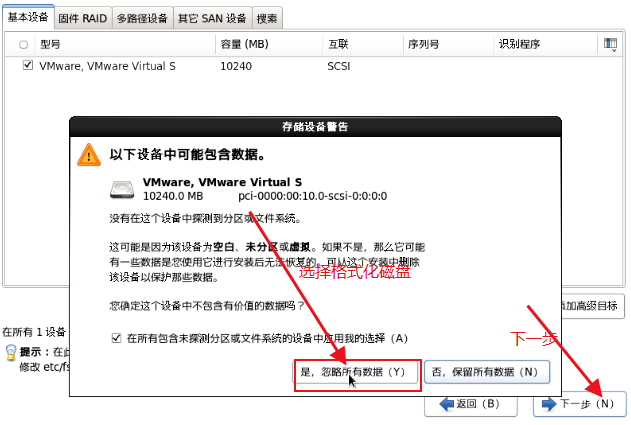 基本设备 固件 RAID 多路径设备 其它 SAN 设备 搜索
型号 容量 (MB) 互联 序列号 识别程序
VMware, VMware Virtual S 10240 SCSI
存储设备警告
以下设备中可能包含数据。
VMware, VMware Virtual S
10240.0 MB pci-0000:00:10.0-scsi-0:0:0:0
没有在这个设备中探测到分区或文件系统。
这可能是因为该设备为空白、未分区或虚拟。如果不是，那么它可能
有一些数据是您使用它进行安装后无法恢复的。可从这个安装中删除
该设备以保护那些数据。
选择格式化磁盘
您确定这个设备中不包含有价值的数据吗？
加高级目标
在所有包含未探测分区或文件系统的设备中应用我的选择（A）
在所有 1 设备
下一步
提示：在此
修改 etc/fs
是，忽略所有数据（Y） 否，保留所有数据（N）
返回（B） 下一步（N）